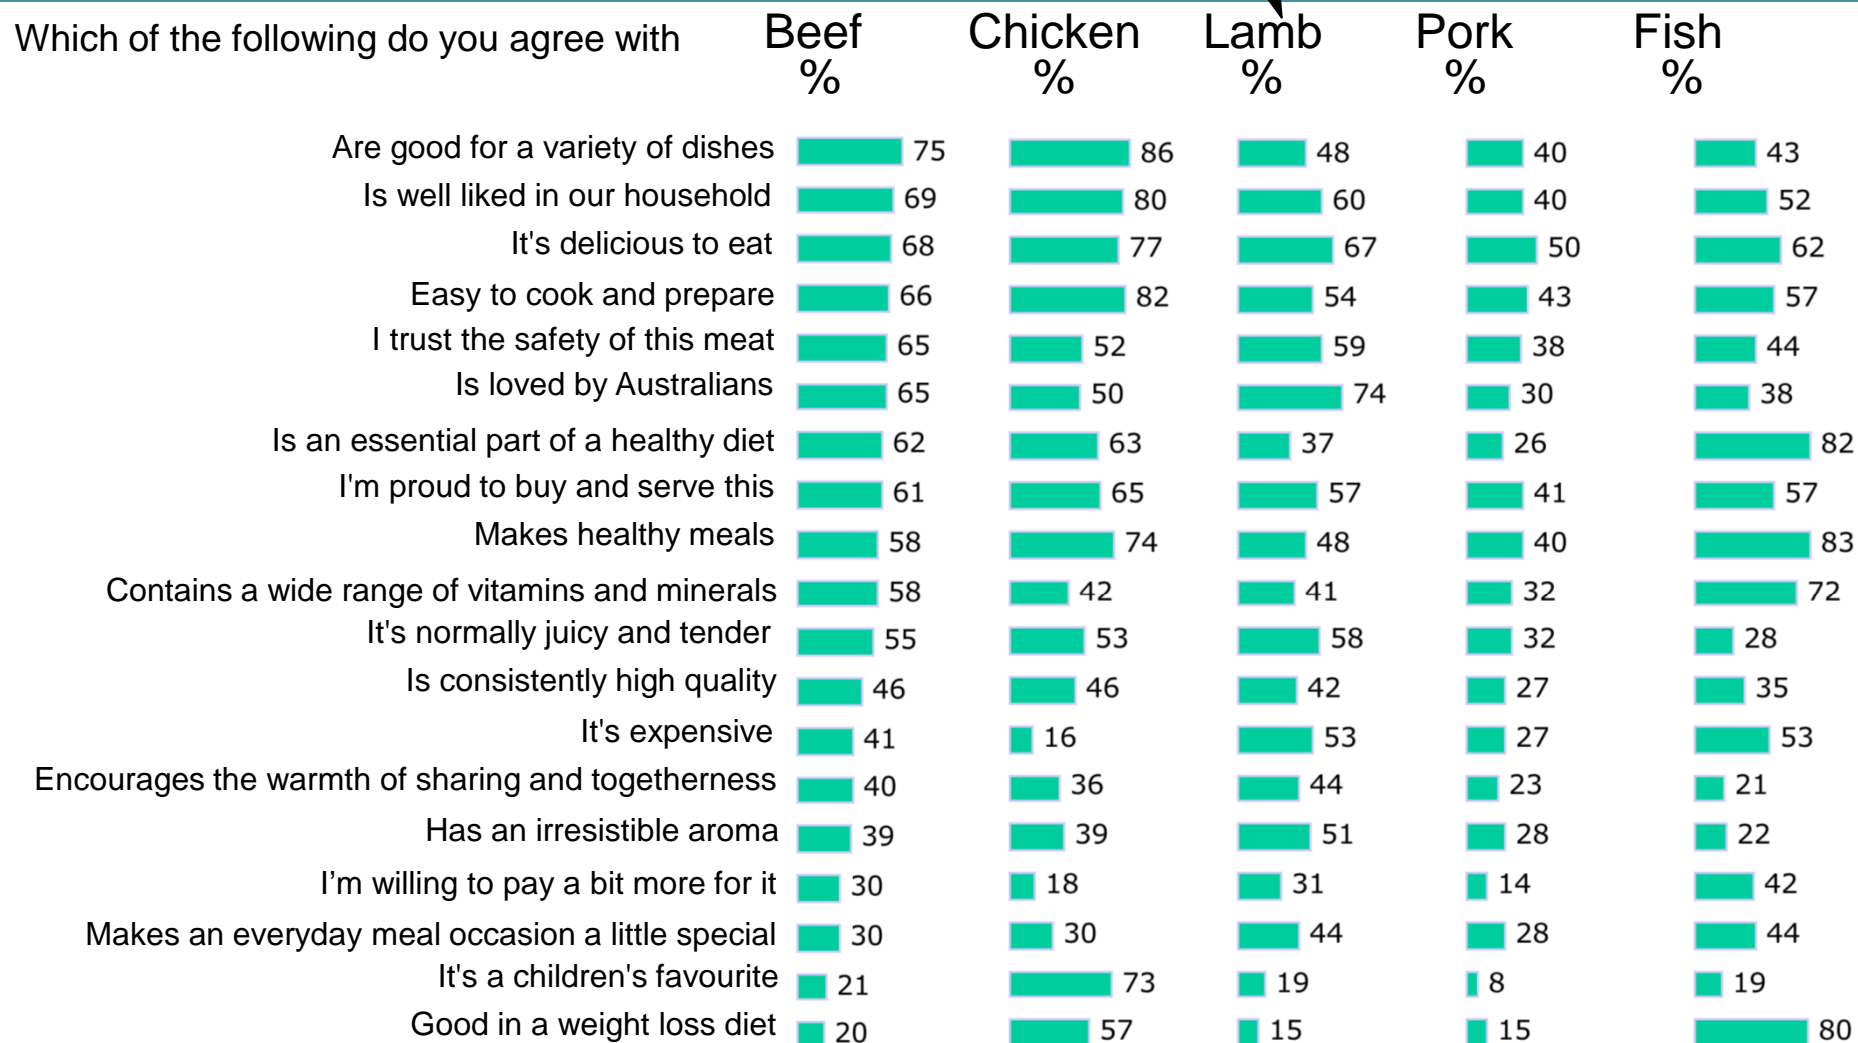 Which of the following do you agree with Beef Chicken Lamb Pork Fish
% % % % %
Are good for a variety of dishes 75 86 48 40 43
Is well liked in our household 69 80 60 40 52
It's delicious to eat 68 77 67 50 62
Easy to cook and prepare 66 82 54 43 57
I trust the safety of this meat 65 52 59 38 44
Is loved by Australians 65 50 74 30 38
Is an essential part of a healthy diet 62 63 37 26 82
I'm proud to buy and serve this 61 65 57 41 57
Makes healthy meals 58 74 48 40 83
Contains a wide range of vitamins and minerals 58 42 41 32 72
It's normally juicy and tender 55 53 58 32 28
Is consistently high quality 46 46 42 27 35
It's expensive 41 16 53 27 53
Encourages the warmth of sharing and togetherness 40 36 44 23 21
Has an irresistible aroma 39 39 51 28 22
I’m willing to pay a bit more for it 30 18 31 14 42
Makes an everyday meal occasion a little special 30 30 44 28 44
It's a children's favourite 21 73 19 8 19
Good in a weight loss diet 20 57 15 15 80